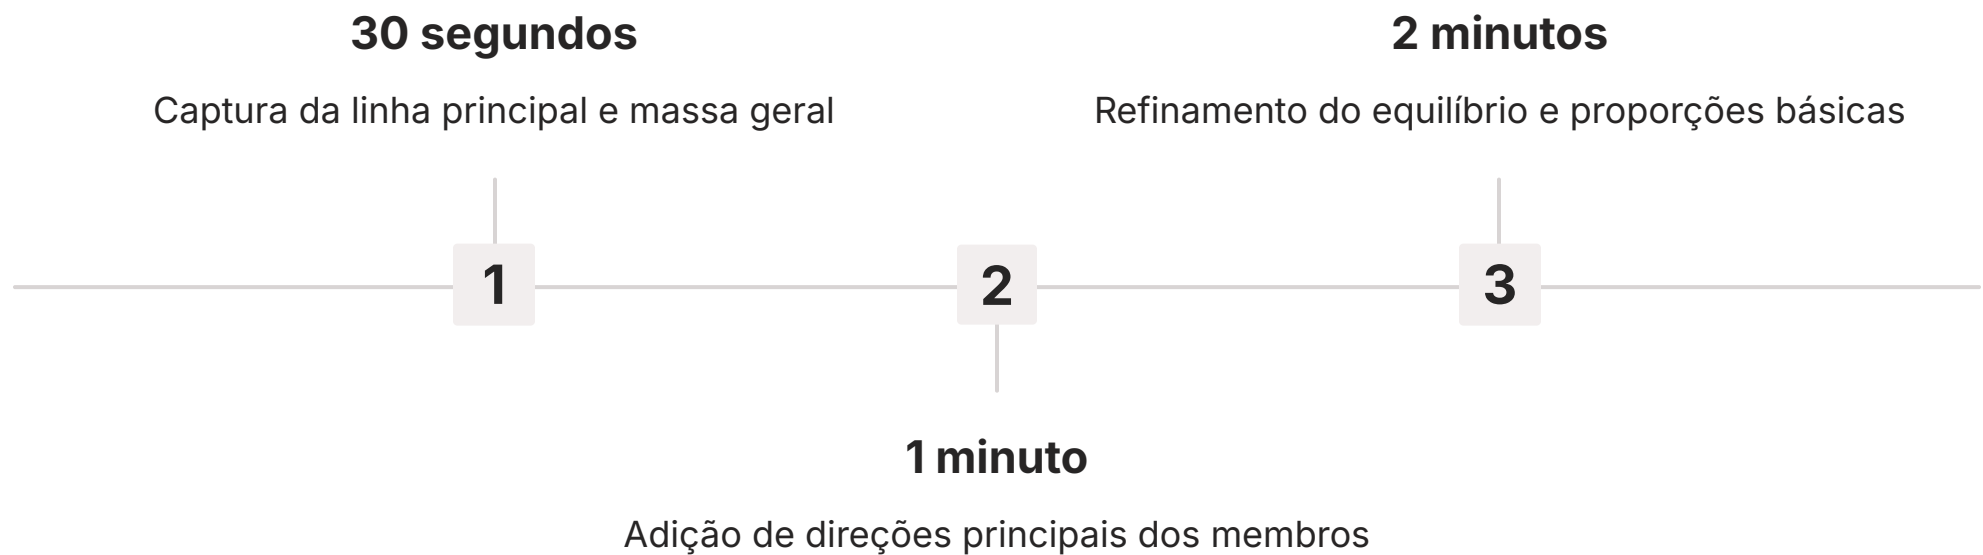 30 segundos
Captura da linha principal e massa geral
1
2
1 minuto
Adição de direções principais dos membros
3
2 minutos
Refinamento do equilíbrio e proporções básicas